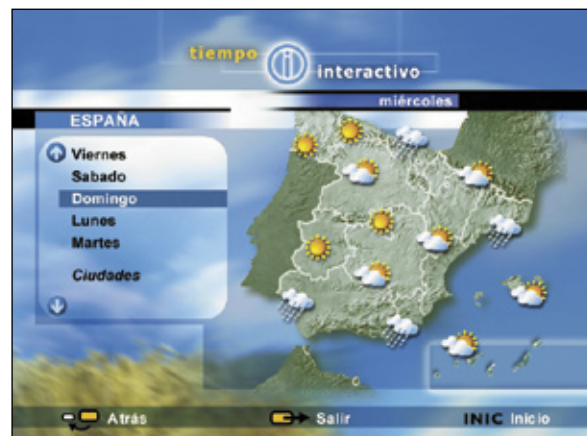 tiempo
i
interactivo
miércoles
ESPAÑA
Viernes
Sabado
Domingo
Lunes
Martes
Ciudades
Atrás
Salir
INIC Inicio